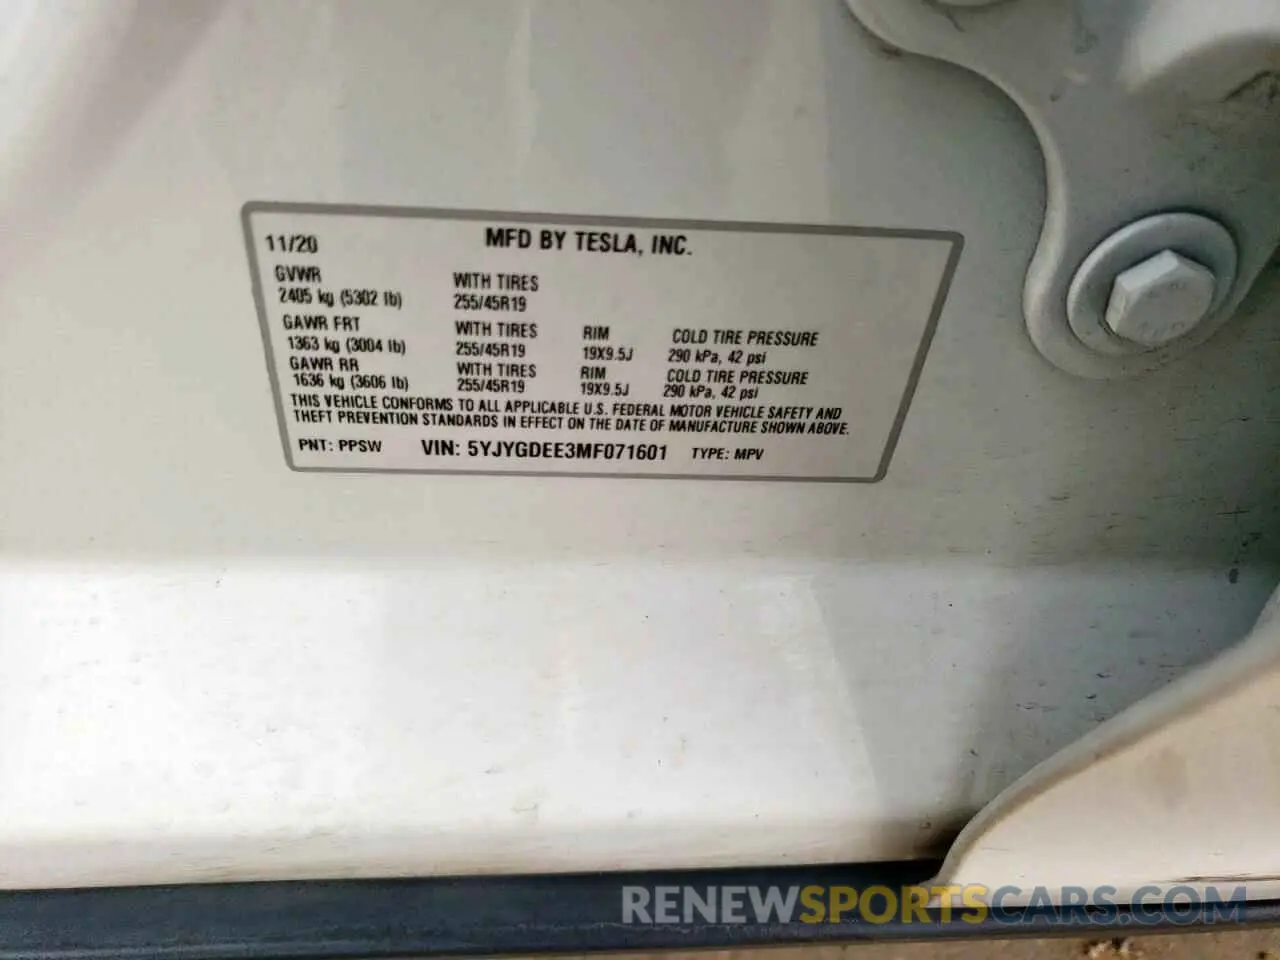 11/20 MFD BY TESLA, INC.
GVWR WITH TIRES
2405 kg (5302 lb) 255/45R19
GAWR FRT WITH TIRES RIM COLD TIRE PRESSURE
1363 kg (3004 lb) 255/45R19 19X9.5J 290 kPa, 42 psi
GAWR RR WITH TIRES RIM COLD TIRE PRESSURE
1636 kg (3606 lb) 255/45R19 19X9.5J 290 kPa, 42 psi
THIS VEHICLE CONFORMS TO ALL APPLICABLE U.S. FEDERAL MOTOR VEHICLE SAFETY AND
THEFT PREVENTION STANDARDS IN EFFECT ON THE DATE OF MANUFACTURE SHOWN ABOVE.
PNT: PPSW VIN: 5YJYGDEE3MF071601 TYPE: MPV
RENEWSPORTSCARS.COM